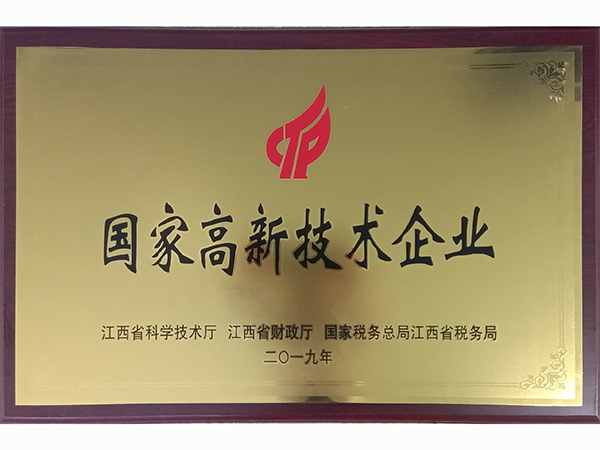 CTP
国家高新技术企业
江西省科学技术厅 江西省财政厅 国家税务总局江西省税务局
二〇一九年